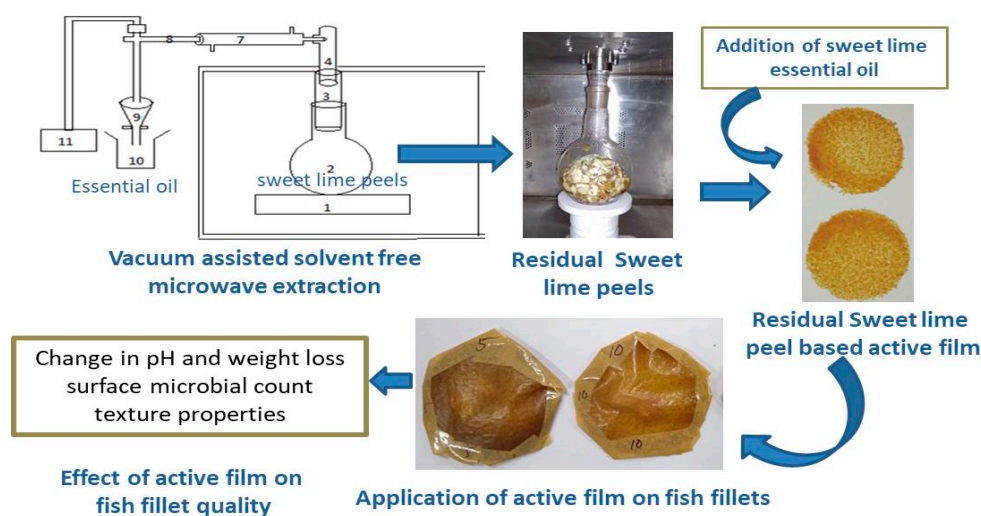 8
7
4
3
9
11
10
2
1
Essential oil
sweet lime peels
Vacuum assisted solvent free
microwave extraction
Residual Sweet
lime peels
Addition of sweet lime
essential oil
Residual Sweet lime
peel based active film
5
10
10
10
Application of active film on fish fillets
Change in pH and weight loss
surface microbial count
texture properties
Effect of active film on
fish fillet quality